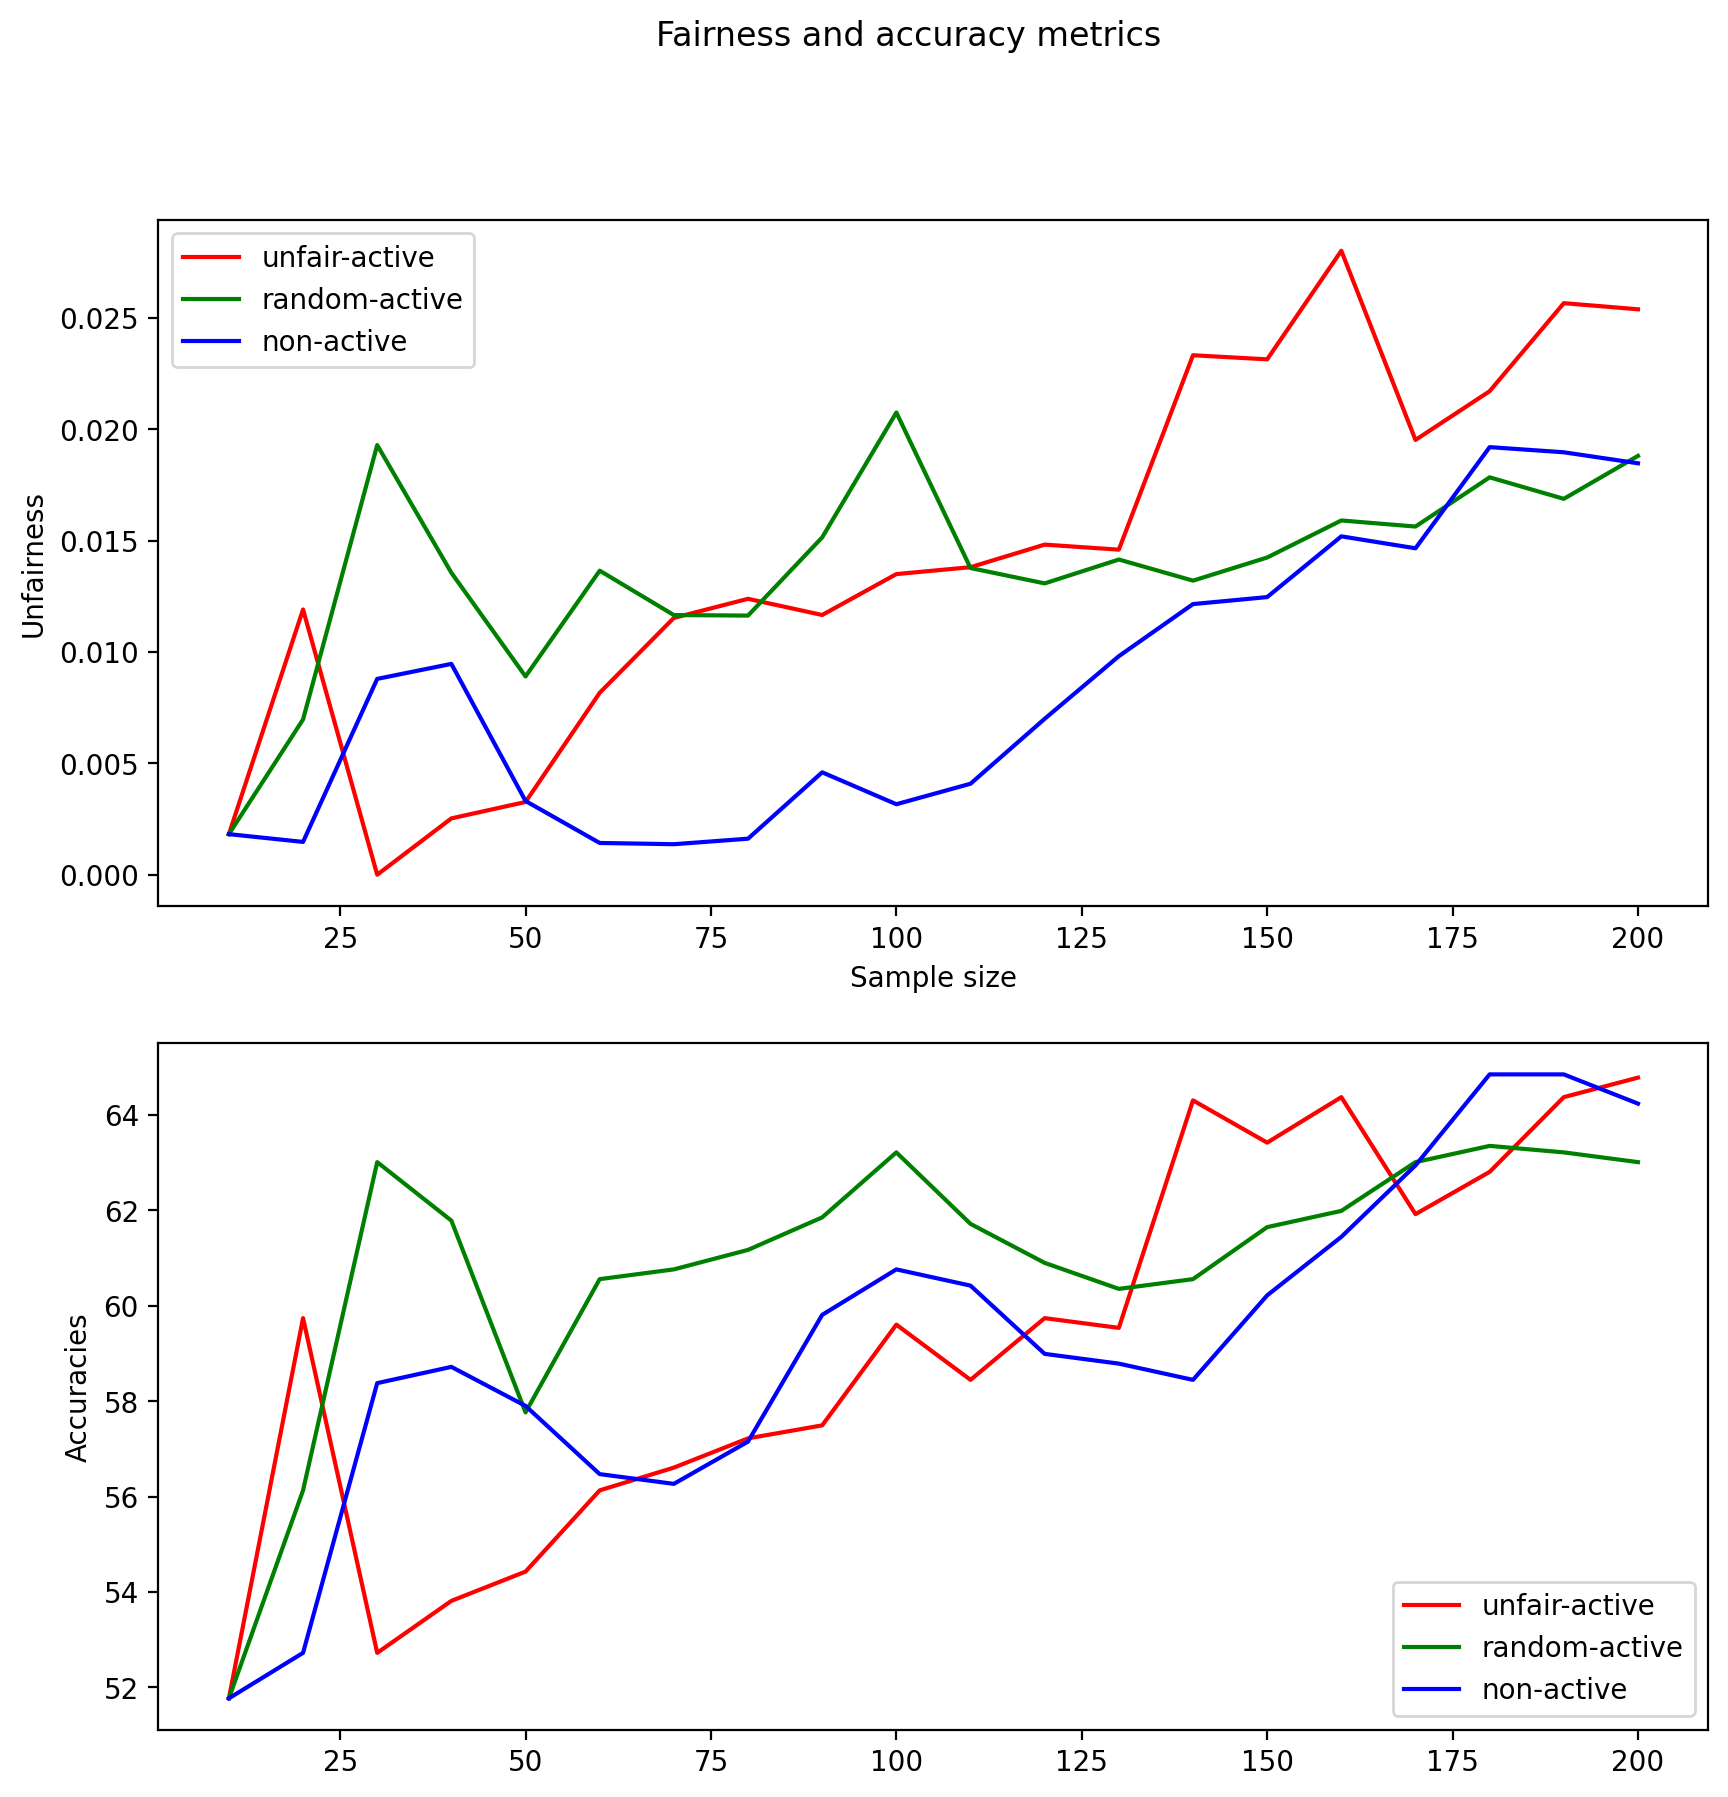 Fairness and accuracy metrics
unfair-active
random-active
non-active
Unfairness
0.025
0.020
0.015
0.010
0.005
0.000
25 50 75 100 125 150 175 200
Sample size
Accuracies
64
62
60
58
56
54
52
unfair-active
random-active
non-active
25 50 75 100 125 150 175 200